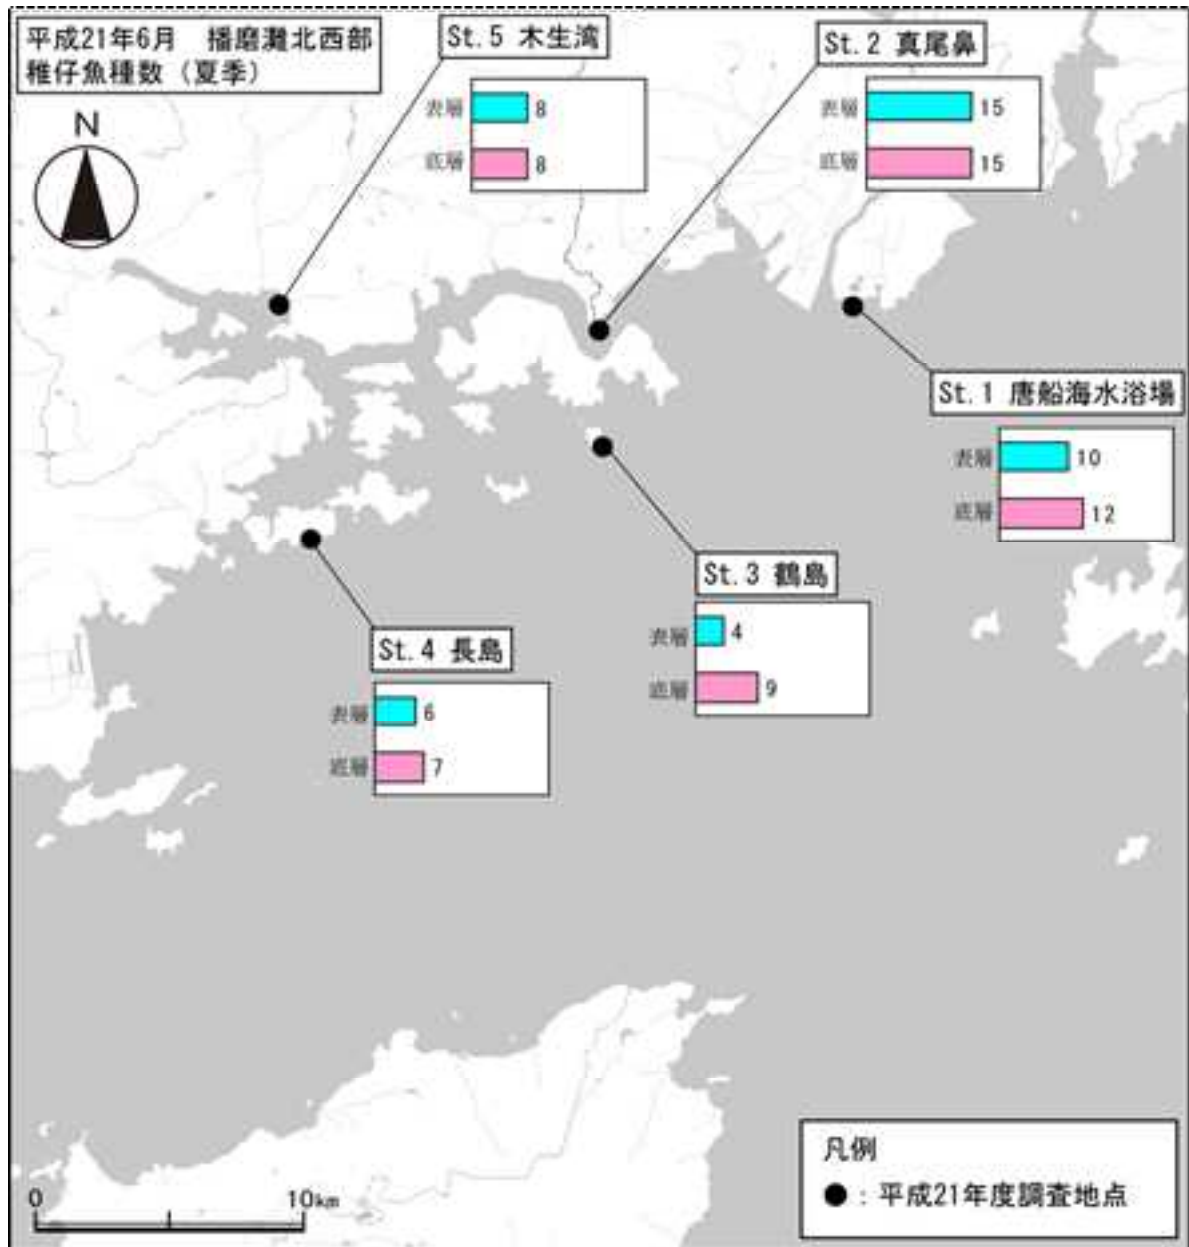 平成21年6月　播磨灘北西部
稚仔魚種数（夏季）
N
St.5 木生湾
表層 8
底層 8
St.2 真尾鼻
表層 15
底層 15
St.1 唐船海水浴場
表層 10
底層 12
St.3 鶴島
表層 4
底層 9
St.4 長島
表層 6
底層 7
0 10km
凡例
●：平成21年度調査地点